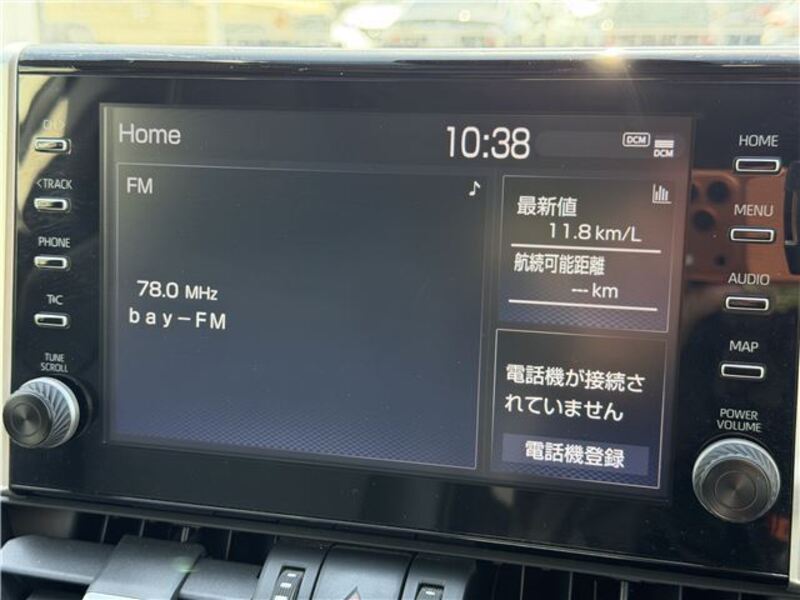 Home
10:38
DCM
DCM
FM
78.0 MHz
bay-FM
最新値
11.8 km/L
航続可能距離
--- km
電話機が接続さ
れていません
電話機登録
<TRACK
PHONE
TUNE
SCROLL
HOME
MENU
AUDIO
MAP
POWER
VOLUME